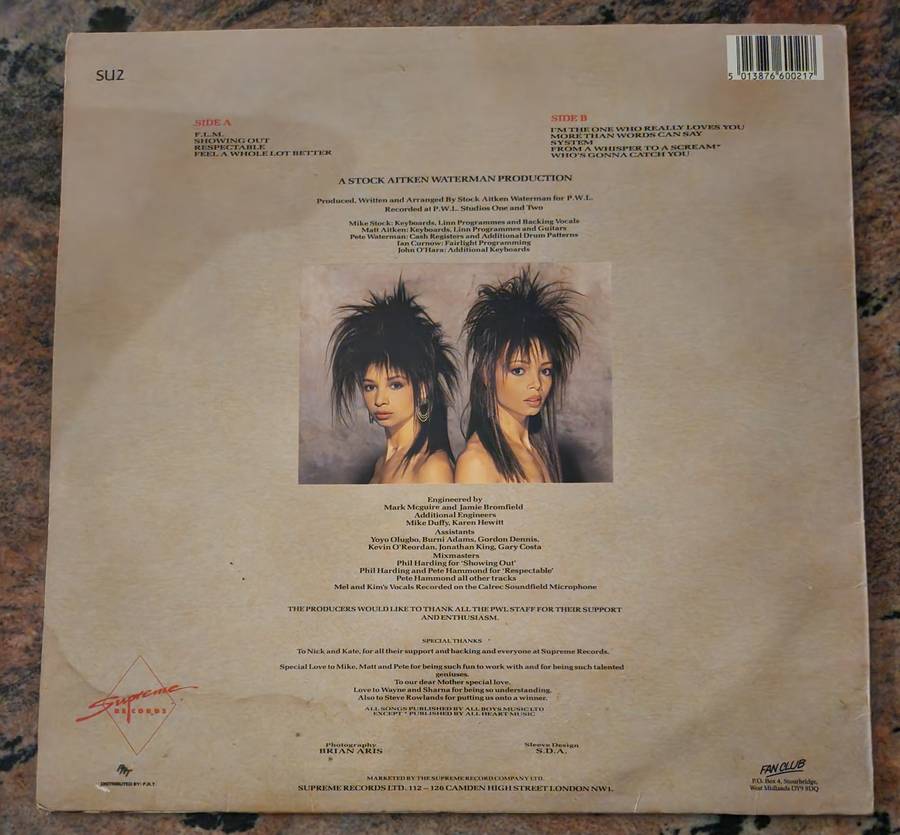 SU2
5 013876 600217
SIDE A
F.L.M.
SHOWING OUT
RESPECTABLE
FEEL A WHOLE LOT BETTER
SIDE B
I'M THE ONE WHO REALLY LOVES YOU
MORE THAN WORDS CAN SAY
SYSTEM
FROM A WHISPER TO A SCREAM*
WHO'S GONNA CATCH YOU
A STOCK AITKEN WATERMAN PRODUCTION
Produced, Written and Arranged By Stock Aitken Waterman for P.W.L.
Recorded at P.W.L. Studios One and Two
Mike Stock: Keyboards, Linn Programmes and Backing Vocals
Matt Aitken: Keyboards, Linn Programmes and Guitars
Pete Waterman: Cash Registers and Additional Drum Patterns
Ian Curnow: Fairlight Programming
John O'Hara: Additional Keyboards
Engineered by
Mark Mcguire and Jamie Bromfield
Additional Engineers
Mike Duffy, Karen Hewitt
Assistants
Yoyo Olugbo, Burni Adams, Gordon Dennis,
Kevin O'Reordan, Jonathan King, Gary Costa
Mixmasters
Phil Harding for 'Showing Out'
Phil Harding and Pete Hammond for 'Respectable'
Pete Hammond all other tracks
Mel and Kim's Vocals Recorded on the Calrec Soundfield Microphone
THE PRODUCERS WOULD LIKE TO THANK ALL THE PWL STAFF FOR THEIR SUPPORT
AND ENTHUSIASM.
SPECIAL THANKS
To Nick and Kate, for all their support and backing and everyone at Supreme Records.
Special Love to Mike, Matt and Pete for being such fun to work with and for being such talented
geniuses.
To our dear Mother special love.
Love to Wayne and Sharna for being so understanding.
Also to Steve Rowlands for putting us onto a winner.
ALL SONGS PUBLISHED BY ALL BOYS MUSIC LTD
EXCEPT * PUBLISHED BY ALL HEART MUSIC
Supreme
RECORDS
DISTRIBUTED BY: P.R.T.
Photography
BRIAN ARIS
Sleeve Design
S.D.A.
MARKETED BY THE SUPREME RECORD COMPANY LTD.
SUPREME RECORDS LTD. 112 – 120 CAMDEN HIGH STREET LONDON NW1.
FAN CLUB
P.O. Box 4, Stourbridge,
West Midlands DY9 8DQ